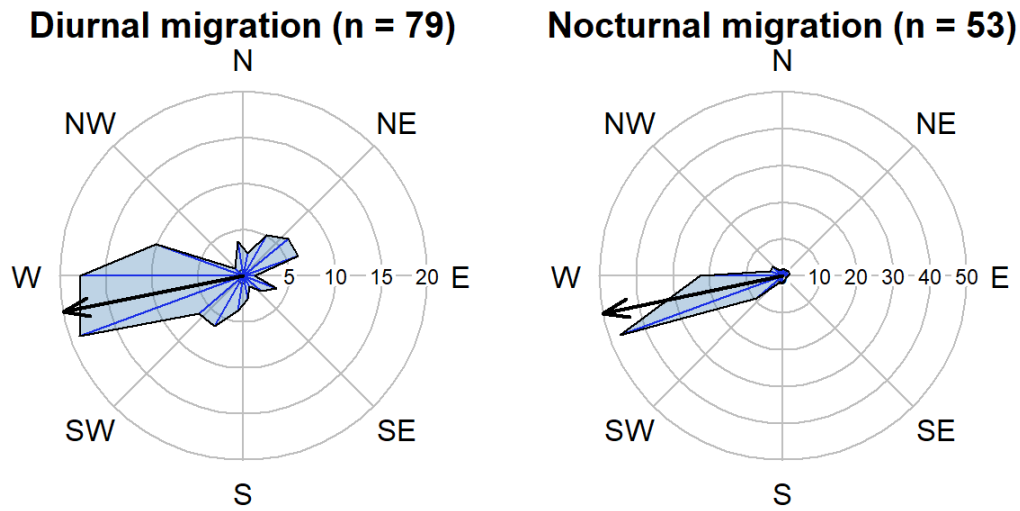 Diurnal migration (n = 79)
N
NW
NE
W
5 10 15 20
E
SW
SE
S
Nocturnal migration (n = 53)
N
NW
NE
W
10 20 30 40 50
E
SW
SE
S